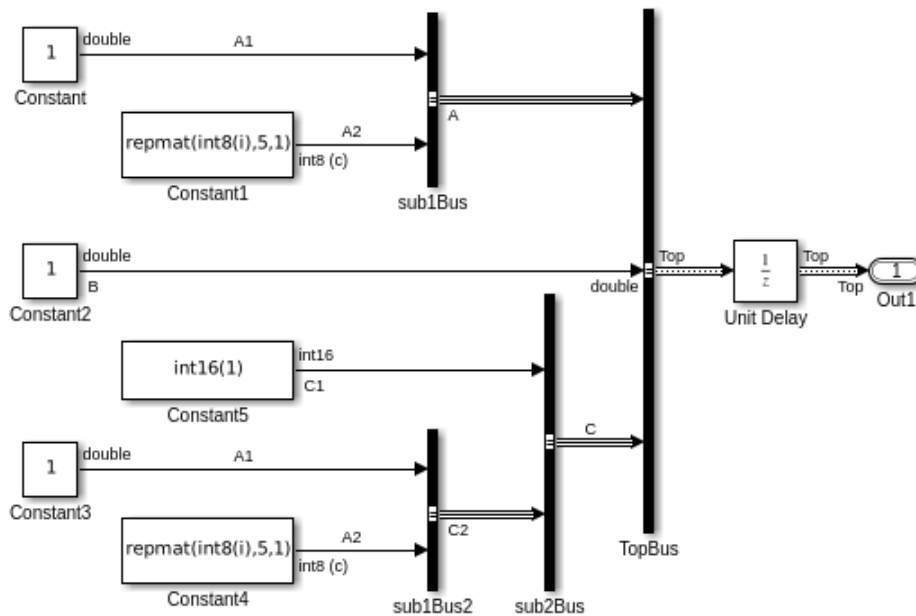 double
A1
1
Constant
A
repmat(int8(i),5,1)
A2
int8 (c)
Constant1
sub1Bus
double
1
B
Constant2
double
Top
1
z
Top
Top
1
Out1
Unit Delay
int16(1)
int16
C1
Constant5
C
double
A1
1
Constant3
C2
repmat(int8(i),5,1)
A2
int8 (c)
Constant4
TopBus
sub1Bus2
sub2Bus